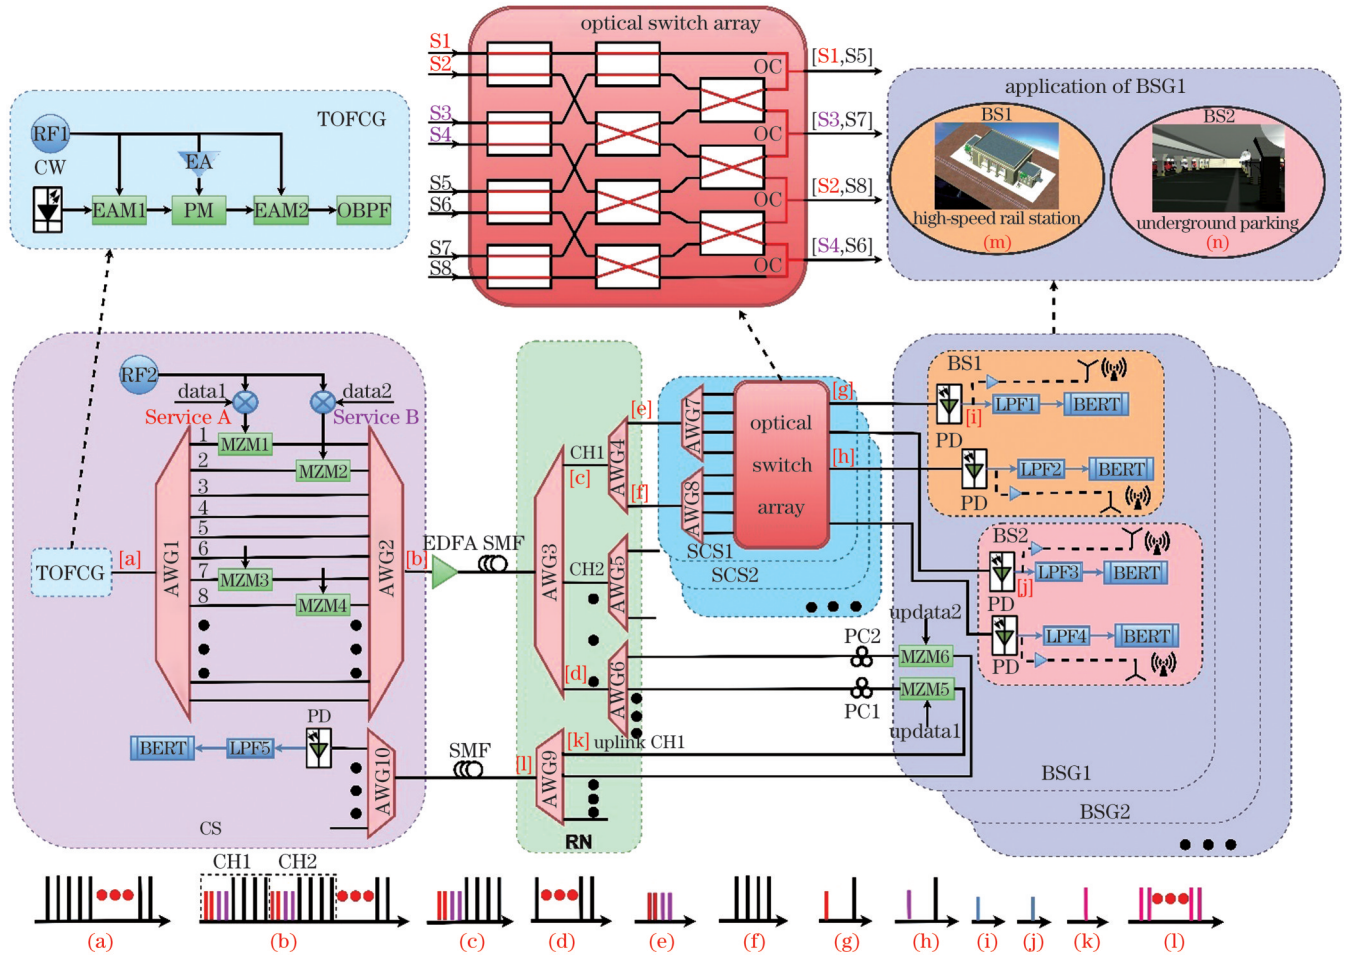 optical switch array
S1
S2
S3
S4
S5
S6
S7
S8
OC
OC
OC
OC
[S1,S5]
[S3,S7]
[S2,S8]
[S4,S6]
RF1
TOFCG
CW
EA
EAM1
PM
EAM2
OBPF
application of BSG1
BS1
high-speed rail station
(m)
BS2
underground parking
(n)
RF2
data1
data2
Service A
Service B
1
2
3
4
5
6
7
8
MZM1
MZM2
MZM3
MZM4
TOFCG
[a]
AWG1
AWG2
[b]
EDFA SMF
PD
BERT
LPF5
AWG10
CS
SMF
[l]
AWG3
CH1
[c]
AWG4
[e]
[f]
CH2
AWG5
[d]
AWG6
AWG9
[k] uplink CH1
RN
AWG7
AWG8
optical
switch
array
SCS1
SCS2
[g]
[h]
PC2
PC1
updata2
MZM6
MZM5
updata1
BS1
PD
[i]
LPF1
BERT
PD
LPF2
BERT
BS2
PD
[j]
LPF3
BERT
PD
LPF4
BERT
BSG1
BSG2
CH1
CH2
(a)
(b)
(c)
(d)
(e)
(f)
(g)
(h)
(i)
(j)
(k)
(l)